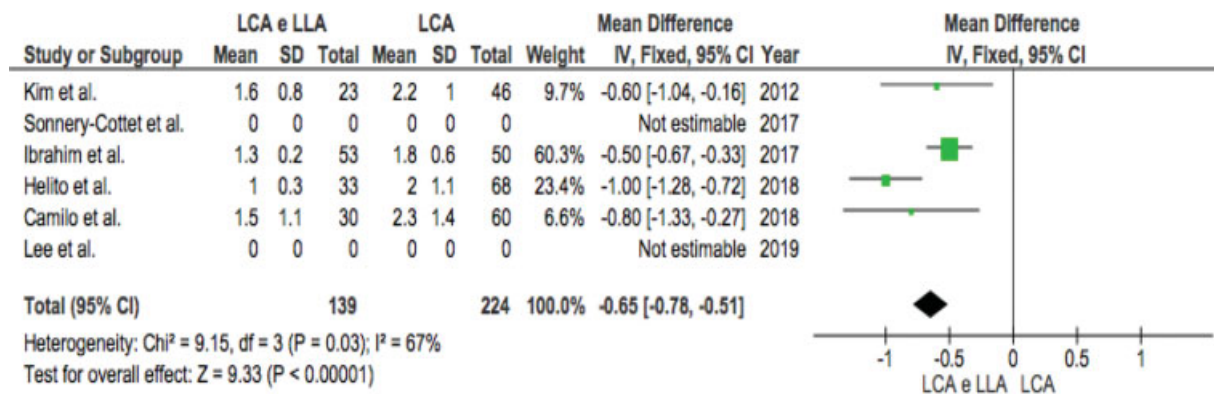 LCA e LLA LCA Mean Difference Mean Difference
Study or Subgroup Mean SD Total Mean SD Total Weight IV, Fixed, 95% CI Year IV, Fixed, 95% CI
Kim et al. 1.6 0.8 23 2.2 1 46 9.7% -0.60 [-1.04, -0.16] 2012
Sonnery-Cottet et al. 0 0 0 0 0 0 Not estimable 2017
Ibrahim et al. 1.3 0.2 53 1.8 0.6 50 60.3% -0.50 [-0.67, -0.33] 2017
Helito et al. 1 0.3 33 2 1.1 68 23.4% -1.00 [-1.28, -0.72] 2018
Camilo et al. 1.5 1.1 30 2.3 1.4 60 6.6% -0.80 [-1.33, -0.27] 2018
Lee et al. 0 0 0 0 0 0 Not estimable 2019
Total (95% CI) 139 224 100.0% -0.65 [-0.78, -0.51]
Heterogeneity: Chi² = 9.15, df = 3 (P = 0.03); I² = 67%
Test for overall effect: Z = 9.33 (P < 0.00001)
-1 -0.5 0 0.5 1
LCA e LLA LCA